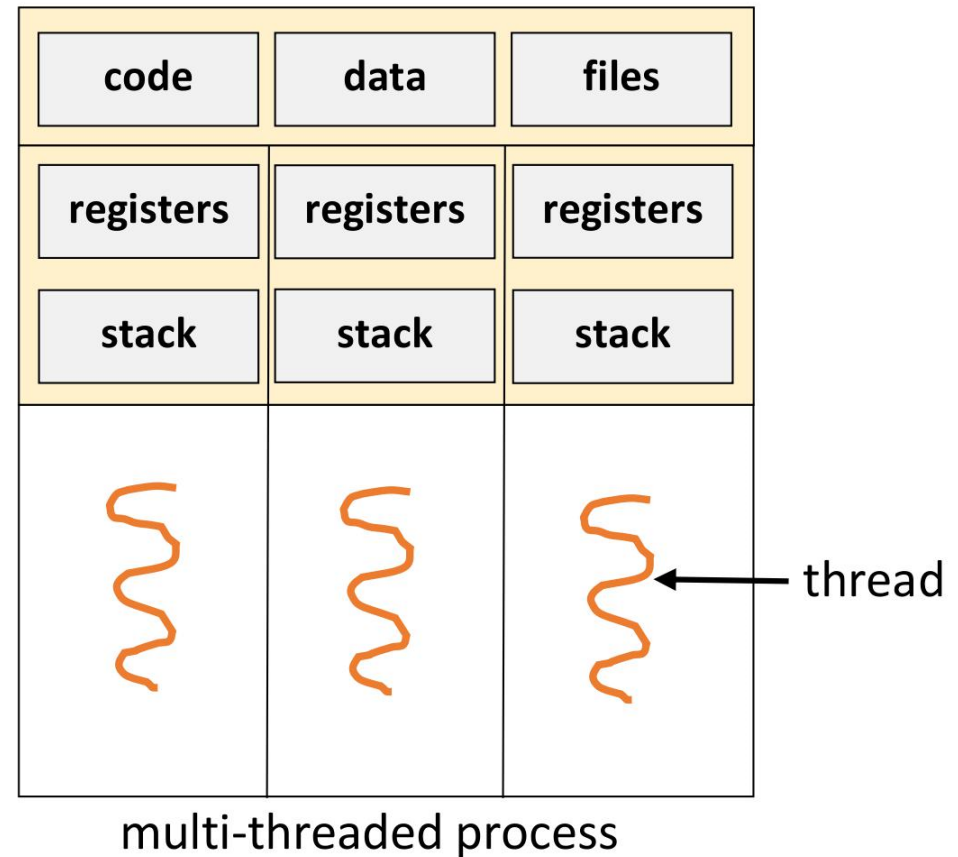 code data files
registers registers registers
stack stack stack
thread
multi-threaded process